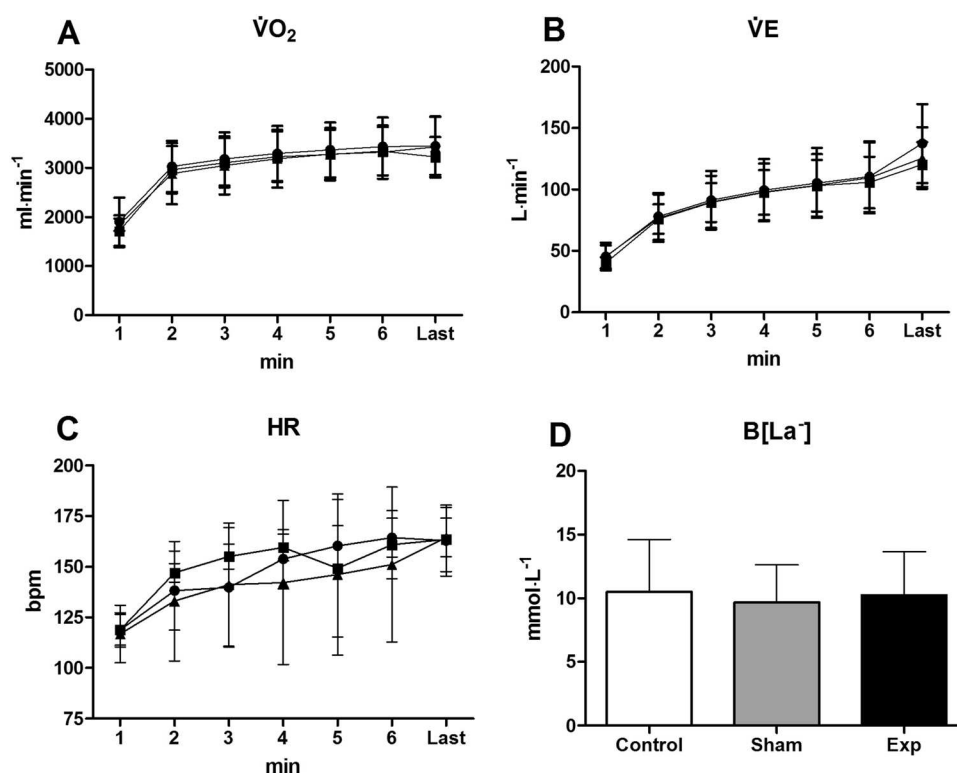 A
V̇O₂
5000
4000
3000
2000
1000
0
ml·min⁻¹
1 2 3 4 5 6 Last
min
B
V̇E
200
150
100
50
0
L·min⁻¹
1 2 3 4 5 6 Last
min
C
HR
200
175
150
125
100
75
bpm
1 2 3 4 5 6 Last
min
D
B[La⁻]
20
15
10
5
0
mmol·L⁻¹
Control Sham Exp